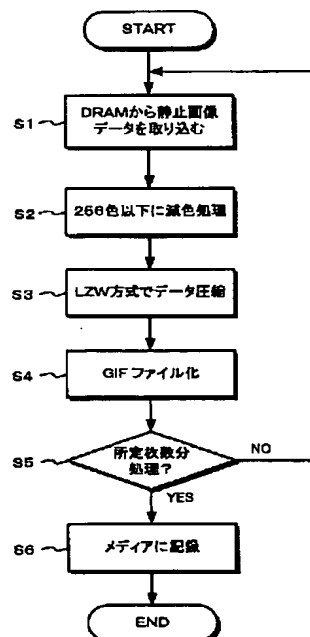 START
S1
DRAMから静止画像
データを取り込む
S2
256色以下に減色処理
S3
LZW方式でデータ圧縮
S4
GIFファイル化
S5
所定枚数分
処理?
NO
YES
S6
メディアに記録
END